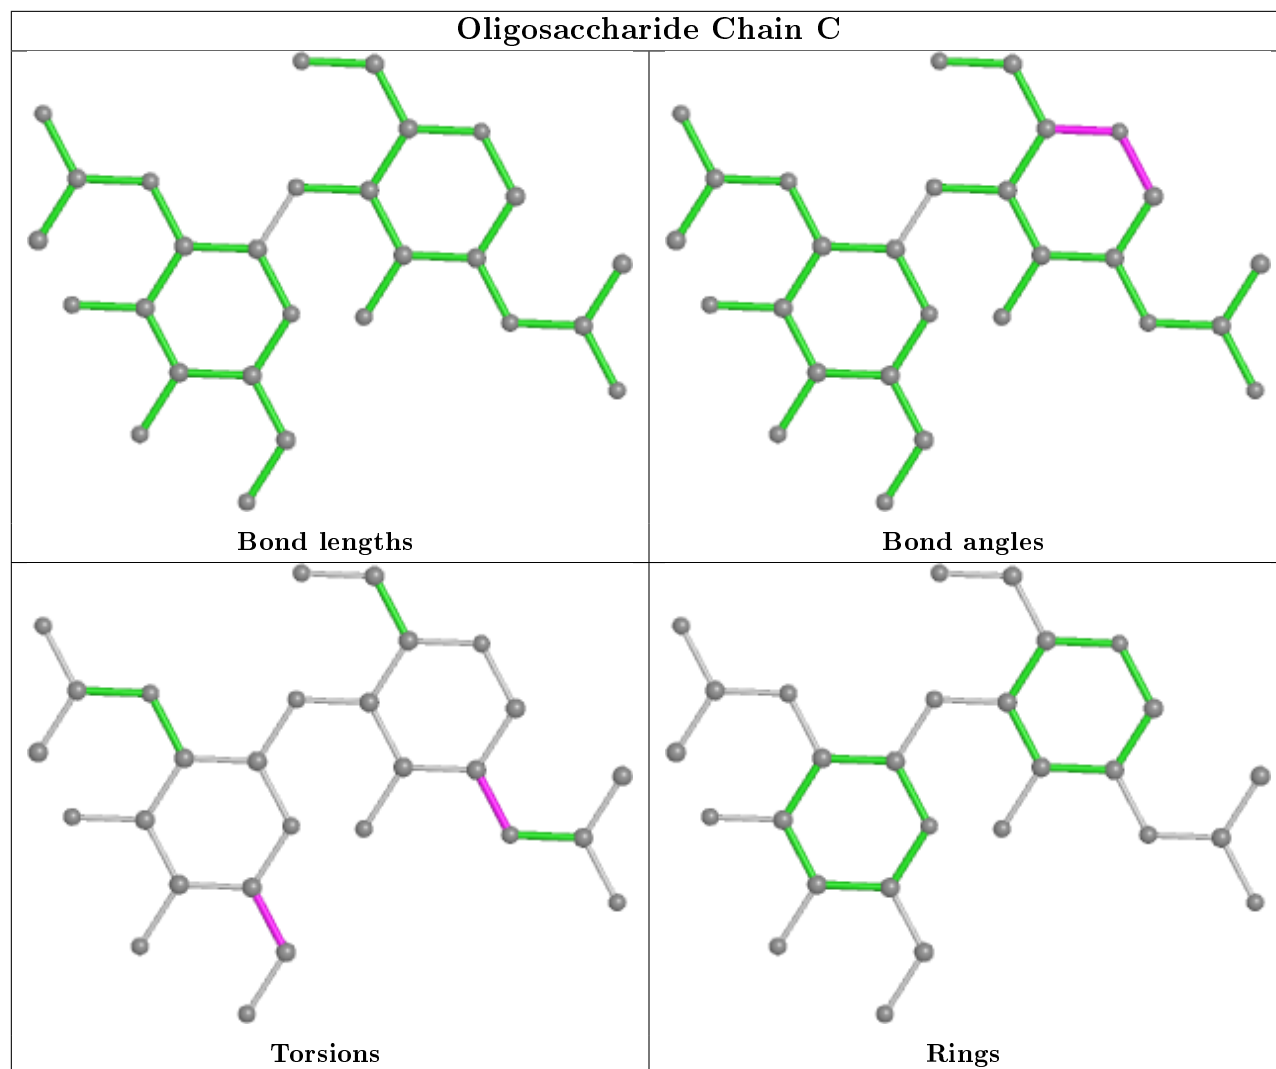 Oligosaccharide Chain C
Bond lengths
Bond angles
Torsions
Rings